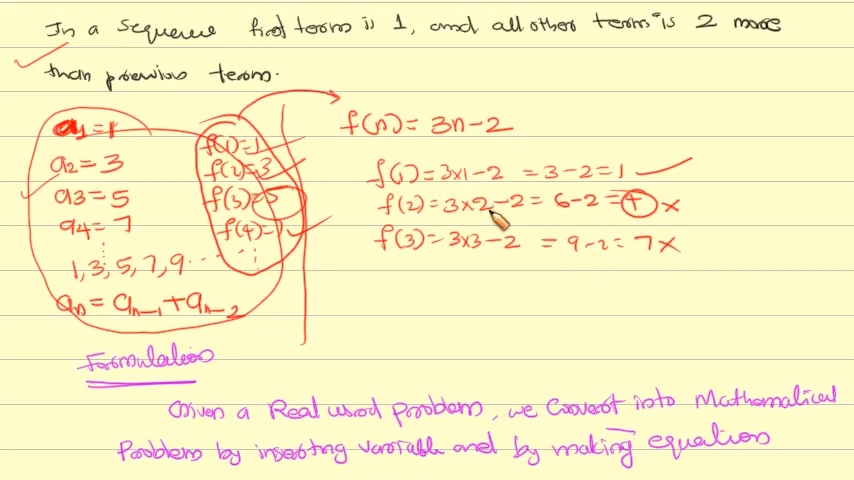 In a sequence first terms is 1, and all other terms is 2 more
than previous terms.
a1 = 1
a2 = 3
a3 = 5
a4 = 7
1, 3, 5, 7, 9 ......
an = an-1 + an-2
f(1) = 1
f(2) = 3
f(3) = 5
f(4) = 7
f(n) = 3n - 2
f(1) = 3x1 - 2 = 3 - 2 = 1
f(2) = 3x2 - 2 = 6 - 2 = 4 x
f(3) = 3x3 - 2 = 9 - 2 = 7 x
Formulation
Given a Real word problem, we convert into Mathematical
Problem by inserting variable and by making equations